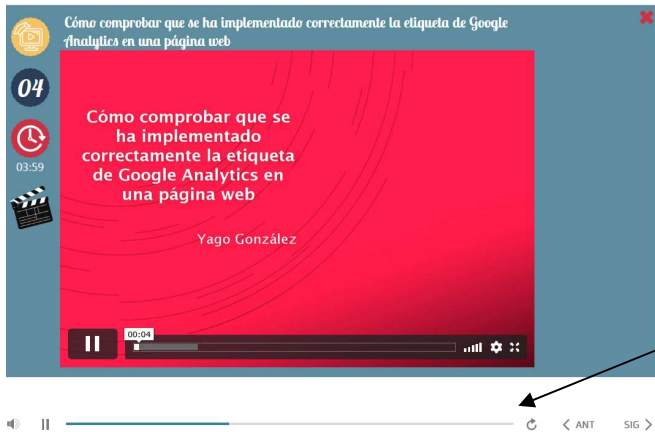 Cómo comprobar que se ha implementado correctamente la etiqueta de Google
Analytics en una página web
04
03:59
Cómo comprobar que se
ha implementado
correctamente la etiqueta
de Google Analytics en
una página web
Yago González
00:04
ANT
SIG